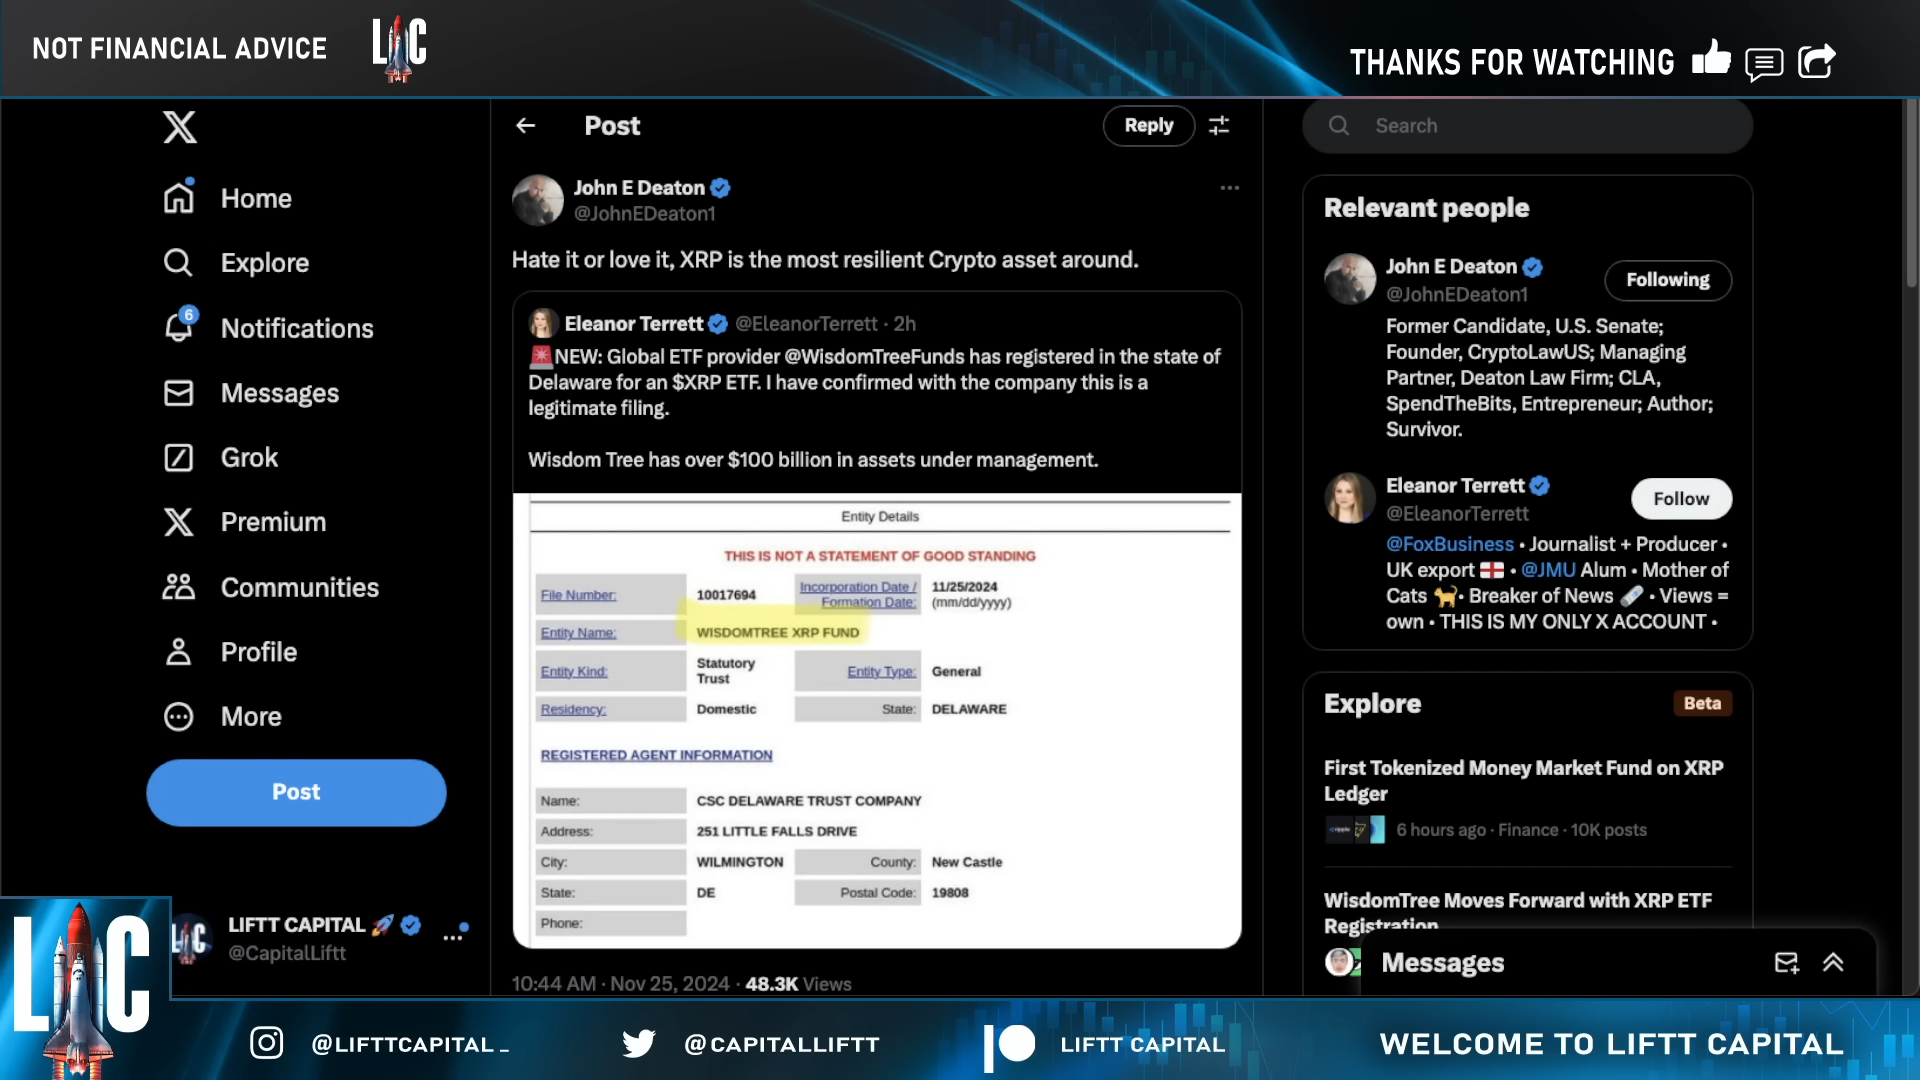 NOT FINANCIAL ADVICE
LC
THANKS FOR WATCHING
Home
Explore
6
Notifications
Messages
Grok
Premium
Communities
Profile
More
Post
LIFTT CAPITAL
@CapitalLiftt
Post
Reply
John E Deaton
@JohnEDeaton1
Hate it or love it, XRP is the most resilient Crypto asset around.
Eleanor Terrett @EleanorTerrett · 2h
NEW: Global ETF provider @WisdomTreeFunds has registered in the state of
Delaware for an $XRP ETF. I have confirmed with the company this is a
legitimate filing.
Wisdom Tree has over $100 billion in assets under management.
Entity Details
THIS IS NOT A STATEMENT OF GOOD STANDING
File Number: 10017694 Incorporation Date / Formation Date: 11/25/2024 (mm/dd/yyyy)
Entity Name: WISDOMTREE XRP FUND
Entity Kind: Statutory Trust Entity Type: General
Residency: Domestic State: DELAWARE
REGISTERED AGENT INFORMATION
Name: CSC DELAWARE TRUST COMPANY
Address: 251 LITTLE FALLS DRIVE
City: WILMINGTON County: New Castle
State: DE Postal Code: 19808
Phone:
10:44 AM · Nov 25, 2024 · 48.3K Views
Search
Relevant people
John E Deaton
@JohnEDeaton1
Following
Former Candidate, U.S. Senate;
Founder, CryptoLawUS; Managing
Partner, Deaton Law Firm; CLA,
SpendTheBits, Entrepreneur; Author;
Survivor.
Eleanor Terrett
@EleanorTerrett
Follow
@FoxBusiness • Journalist + Producer •
UK export • @JMU Alum • Mother of
Cats • Breaker of News • Views =
own • THIS IS MY ONLY X ACCOUNT •
Explore
Beta
First Tokenized Money Market Fund on XRP
Ledger
6 hours ago · Finance · 10K posts
WisdomTree Moves Forward with XRP ETF
Registration
Messages
LC
@LIFTTCAPITAL_
@CAPITALLIFTT
LIFTT CAPITAL
WELCOME TO LIFTT CAPITAL